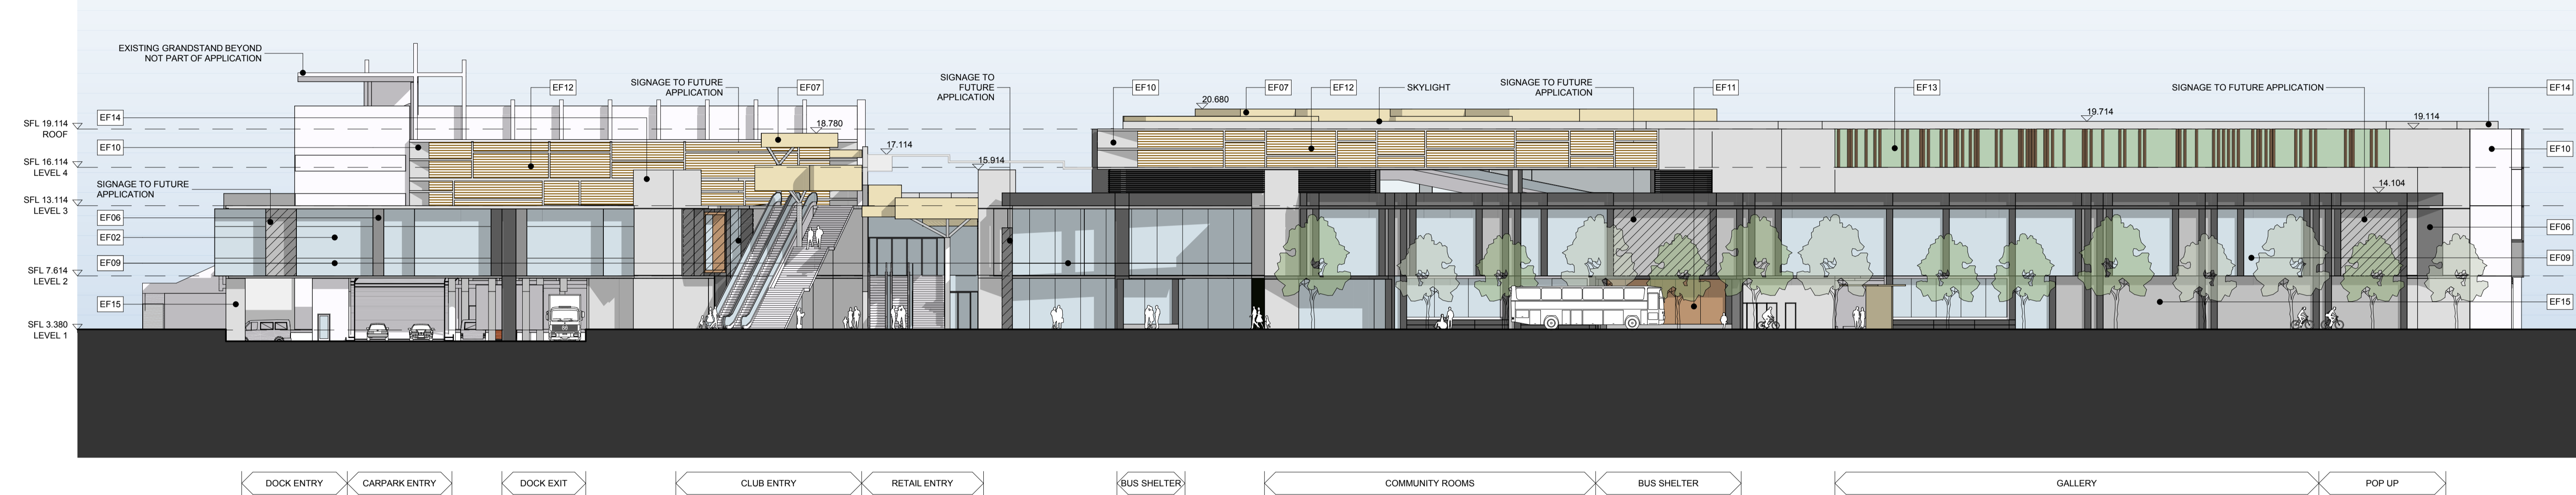 EXISTING GRANDSTAND BEYOND
NOT PART OF APPLICATION
EF12
SIGNAGE TO FUTURE
APPLICATION
EF07
SIGNAGE TO
FUTURE
APPLICATION
EF10
EF07
EF12
SKYLIGHT
SIGNAGE TO FUTURE
APPLICATION
EF11
EF13
SIGNAGE TO FUTURE APPLICATION
EF14
20.680
19.714
19.114
EF14
SFL 19.114
ROOF
18.780
EF10
17.114
15.914
EF10
SFL 16.114
LEVEL 4
SIGNAGE TO FUTURE
APPLICATION
14.104
SFL 13.114
LEVEL 3
EF06
EF06
EF02
EF09
EF09
SFL 7.614
LEVEL 2
EF15
EF15
SFL 3.380
LEVEL 1
DOCK ENTRY
CARPARK ENTRY
DOCK EXIT
CLUB ENTRY
RETAIL ENTRY
BUS SHELTER
COMMUNITY ROOMS
BUS SHELTER
GALLERY
POP UP